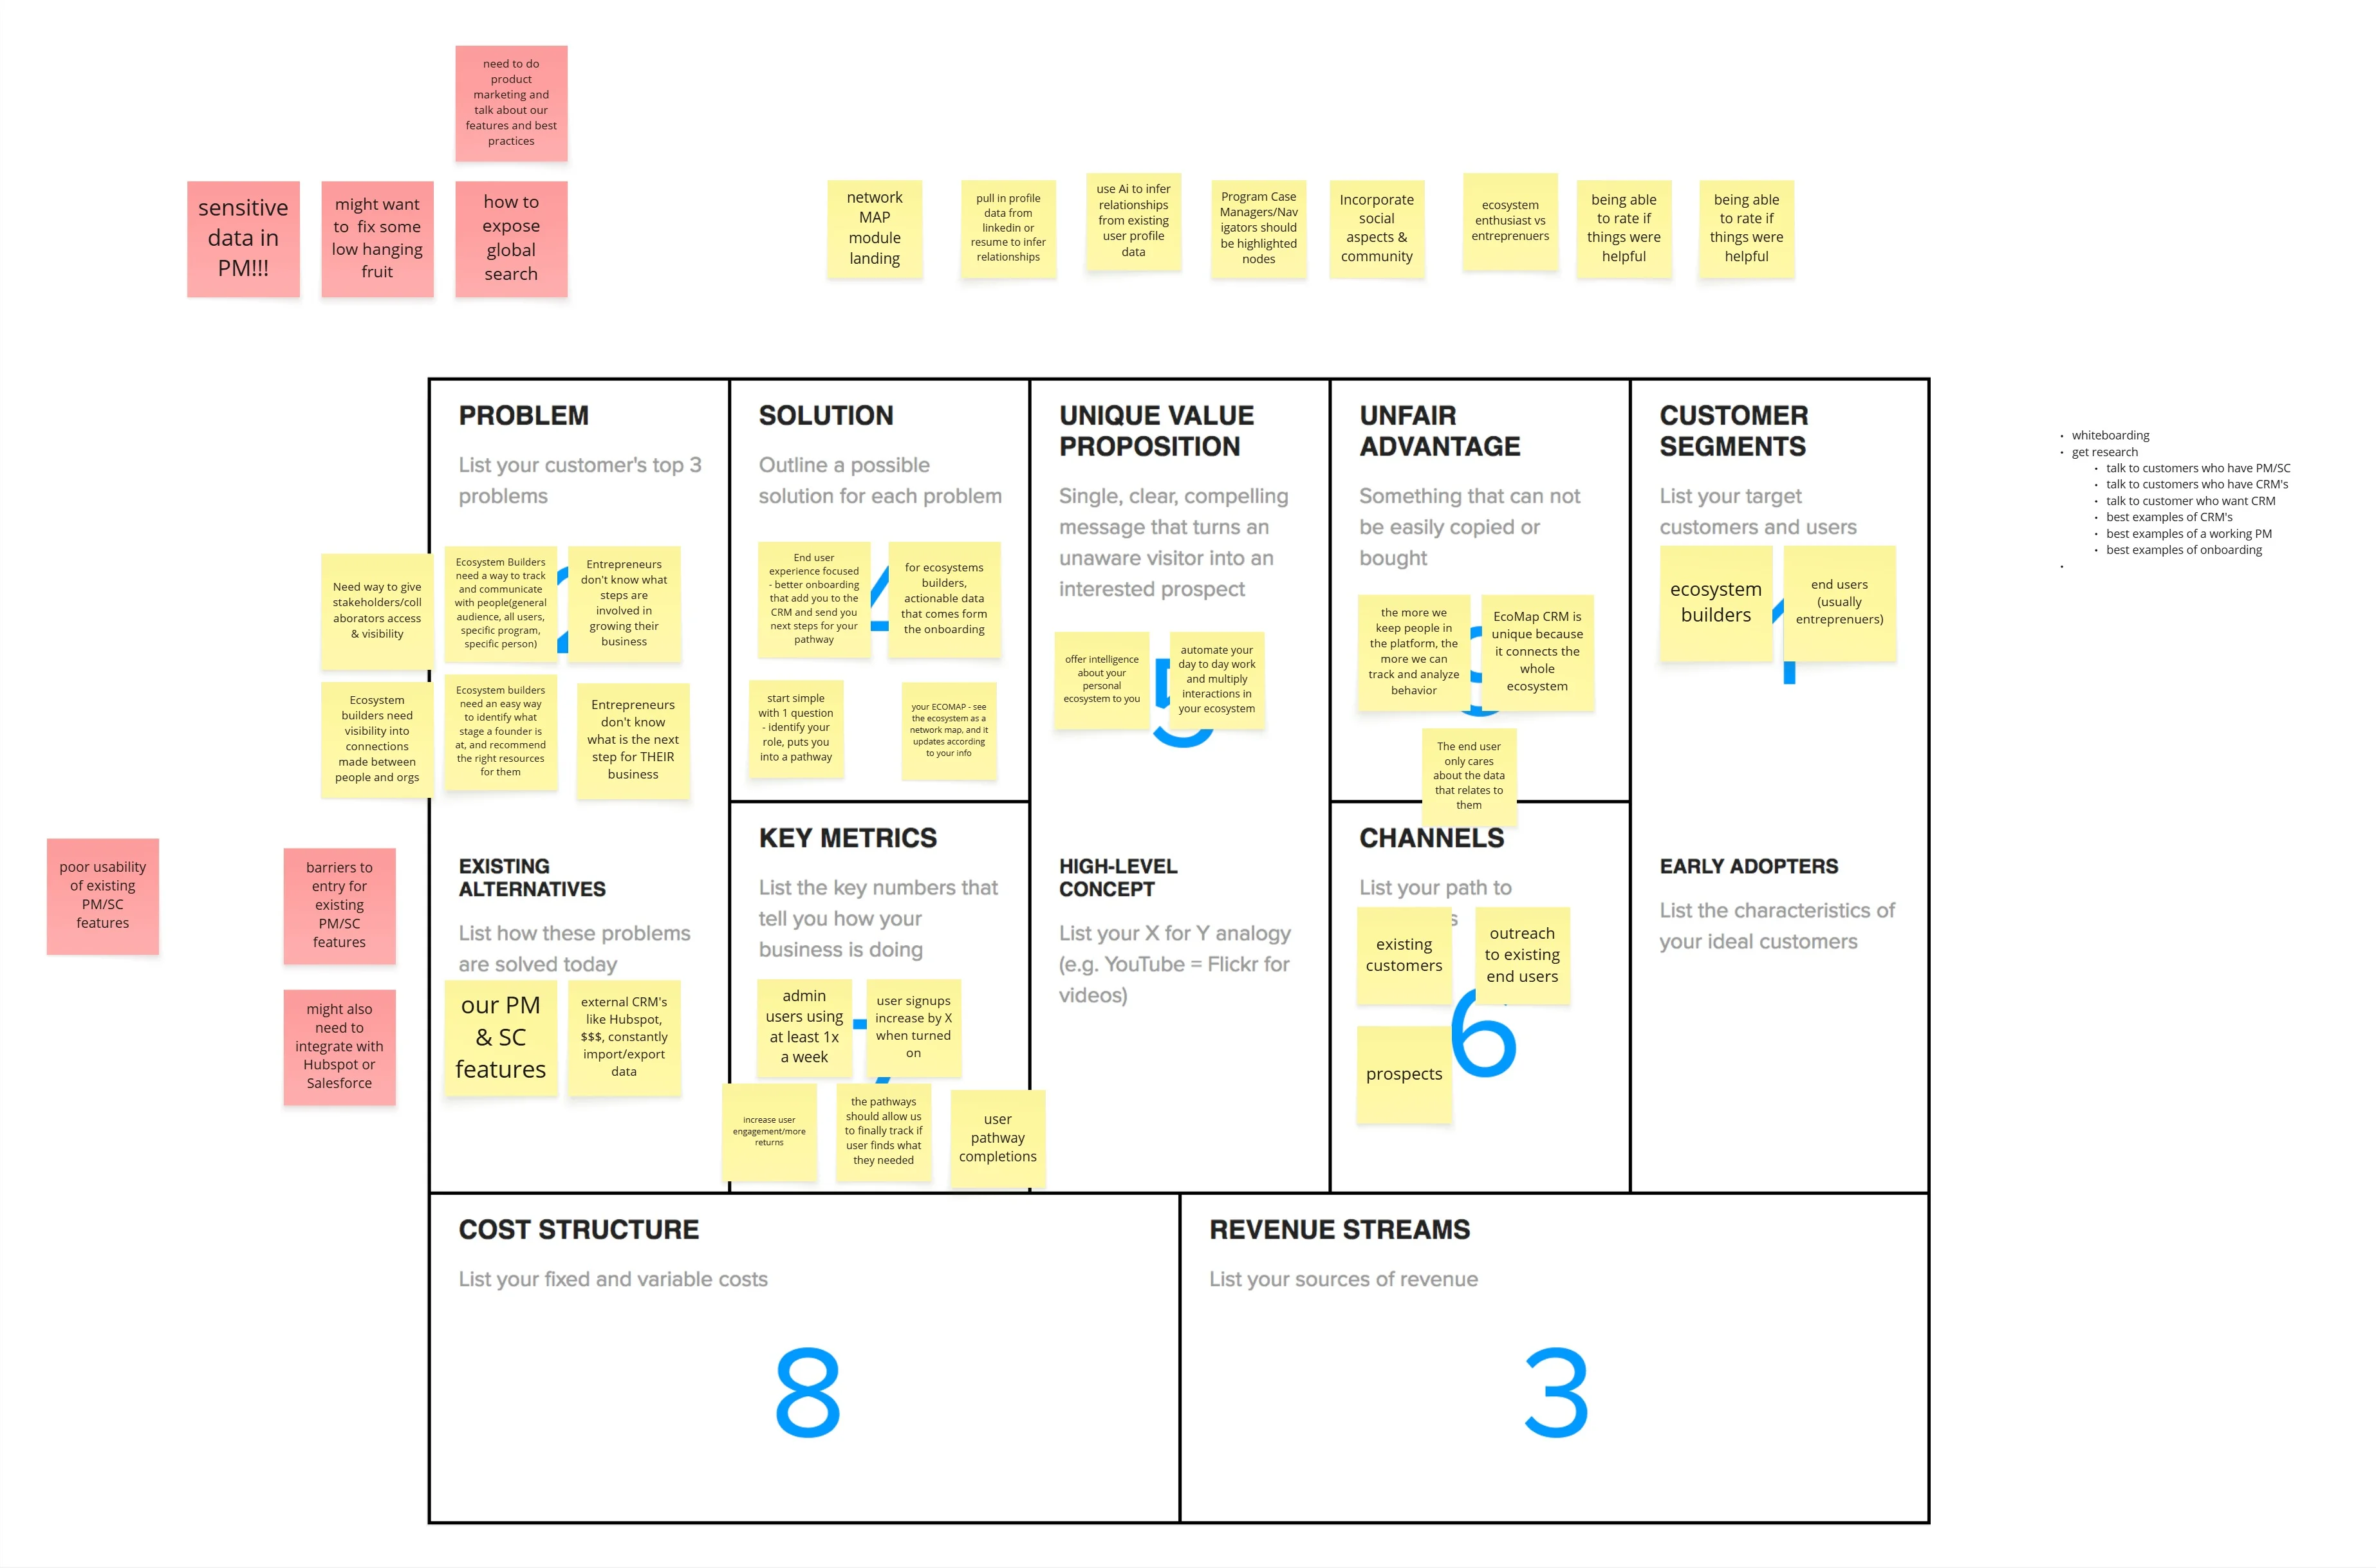 need to do
product
marketing and
talk about our
features and best
practices
sensitive
data in
PM!!!
might want
to fix some
low hanging
fruit
how to
expose
global
search
network
MAP
module
landing
pull in profile
data from
linkedin or
resume to infer
relationships
use Ai to infer
relationships
from existing
user profile
data
Program Case
Managers/Nav
igators should
be highlighted
nodes
Incorporate
social
aspects &
community
ecosystem
enthusiast vs
entreprenuers
being able
to rate if
things were
helpful
being able
to rate if
things were
helpful
PROBLEM
List your customer's top 3
problems
Need way to give
stakeholders/coll
aborators access
& visibility
Ecosystem Builders
need a way to track
and communicate
with people(general
audience, all users,
specific program,
specific person)
Entrepreneurs
don't know what
steps are
involved in
growing their
business
Ecosystem
builders need
visibility into
connections
made between
people and orgs
Ecosystem builders
need an easy way
to identify what
stage a founder is
at, and recommend
the right resources
for them
Entrepreneurs
don't know
what is the next
step for THEIR
business
SOLUTION
Outline a possible
solution for each problem
End user
experience focused
- better onboarding
that add you to the
CRM and send you
next steps for your
pathway
for ecosystems
builders,
actionable data
that comes form
the onboarding
start simple
with 1 question
- identify your
role, puts you
into a pathway
your ECOMAP - see
the ecosystem as a
network map, and it
updates according
to your info
UNIQUE VALUE
PROPOSITION
Single, clear, compelling
message that turns an
unaware visitor into an
interested prospect
offer intelligence
about your
personal
ecosystem to you
automate your
day to day work
and multiply
interactions in
your ecosystem
5
UNFAIR
ADVANTAGE
Something that can not
be easily copied or
bought
the more we
keep people in
the platform, the
more we can
track and analyze
behavior
EcoMap CRM is
unique because
it connects the
whole
ecosystem
The end user
only cares
about the data
that relates to
them
CUSTOMER
SEGMENTS
List your target
customers and users
ecosystem
builders
end users
(usually
entreprenuers)
whiteboarding
get research
talk to customers who have PM/SC
talk to customers who have CRM's
talk to customer who want CRM
best examples of CRM's
best examples of a working PM
best examples of onboarding
poor usability
of existing
PM/SC
features
barriers to
entry for
existing
PM/SC
features
might also
need to
integrate with
Hubspot or
Salesforce
EXISTING
ALTERNATIVES
List how these problems
are solved today
our PM
& SC
features
external CRM's
like Hubspot,
$$$, constantly
import/export
data
KEY METRICS
List the key numbers that
tell you how your
business is doing
admin
users using
at least 1x
a week
user signups
increase by X
when turned
on
increase user
engagement/more
returns
the pathways
should allow us
to finally track if
user finds what
they needed
user
pathway
completions
HIGH-LEVEL
CONCEPT
List your X for Y analogy
(e.g. YouTube = Flickr for
videos)
CHANNELS
List your path to
existing
customers
outreach
to existing
end users
prospects
6
EARLY ADOPTERS
List the characteristics of
your ideal customers
COST STRUCTURE
List your fixed and variable costs
8
REVENUE STREAMS
List your sources of revenue
3